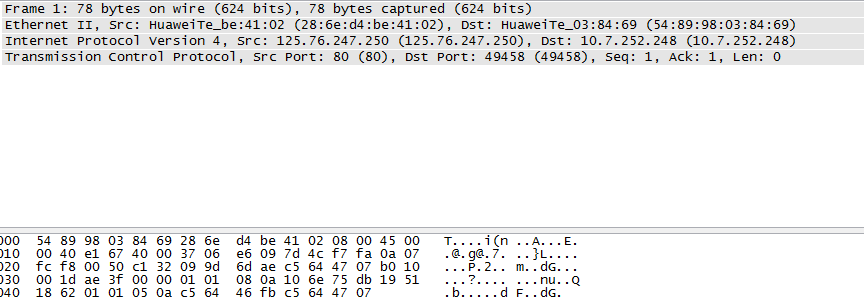 Frame 1: 78 bytes on wire (624 bits), 78 bytes captured (624 bits)
Ethernet II, Src: HuaweiTe_be:41:02 (28:6e:d4:be:41:02), Dst: HuaweiTe_03:84:69 (54:89:98:03:84:69)
Internet Protocol Version 4, Src: 125.76.247.250 (125.76.247.250), Dst: 10.7.252.248 (10.7.252.248)
Transmission Control Protocol, Src Port: 80 (80), Dst Port: 49458 (49458), Seq: 1, Ack: 1, Len: 0
000 54 89 98 03 84 69 28 6e d4 be 41 02 08 00 45 00 T....i(n ..A...E.
010 00 40 e1 67 40 00 37 06 e6 09 7d 4c f7 fa 0a 07 .@.g@.7. ..}L....
020 fc f8 00 50 c1 32 09 9d 6d ae c5 64 47 07 b0 10 ...P.2.. m..dG...
030 00 1d ae 3f 00 00 01 01 08 0a 10 6e 75 db 19 51 ...?.... ...nu..Q
040 18 62 01 01 05 0a c5 64 46 fb c5 64 47 07 .b.....d F..dG.